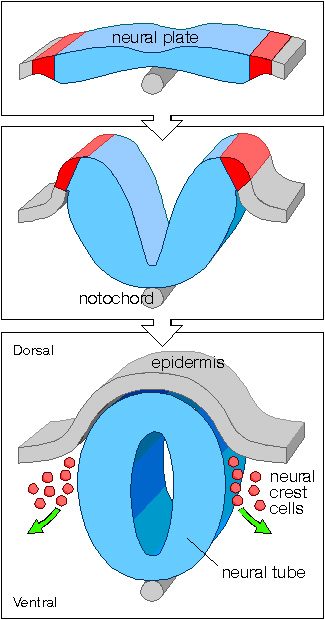 neural plate
notochord
Dorsal
epidermis
neural
crest
cells
neural tube
Ventral